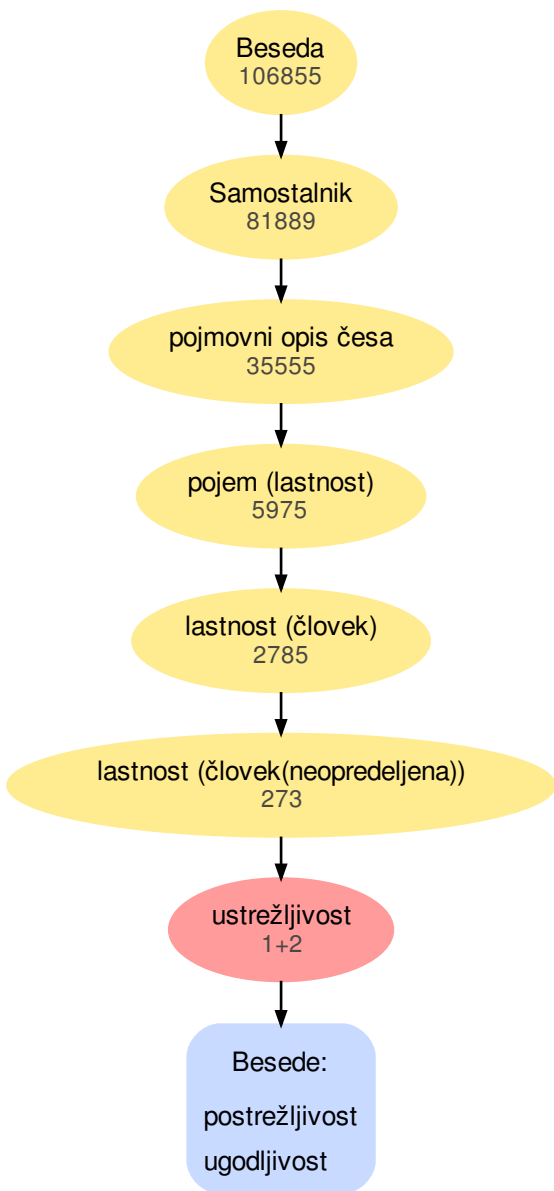 Beseda
106855
Samostalnik
81889
pojmovni opis česa
35555
pojem (lastnost)
5975
lastnost (človek)
2785
lastnost (človek(neopredeljena))
273
ustrežljivost
1+2
Besede:
postrežljivost
ugodljivost